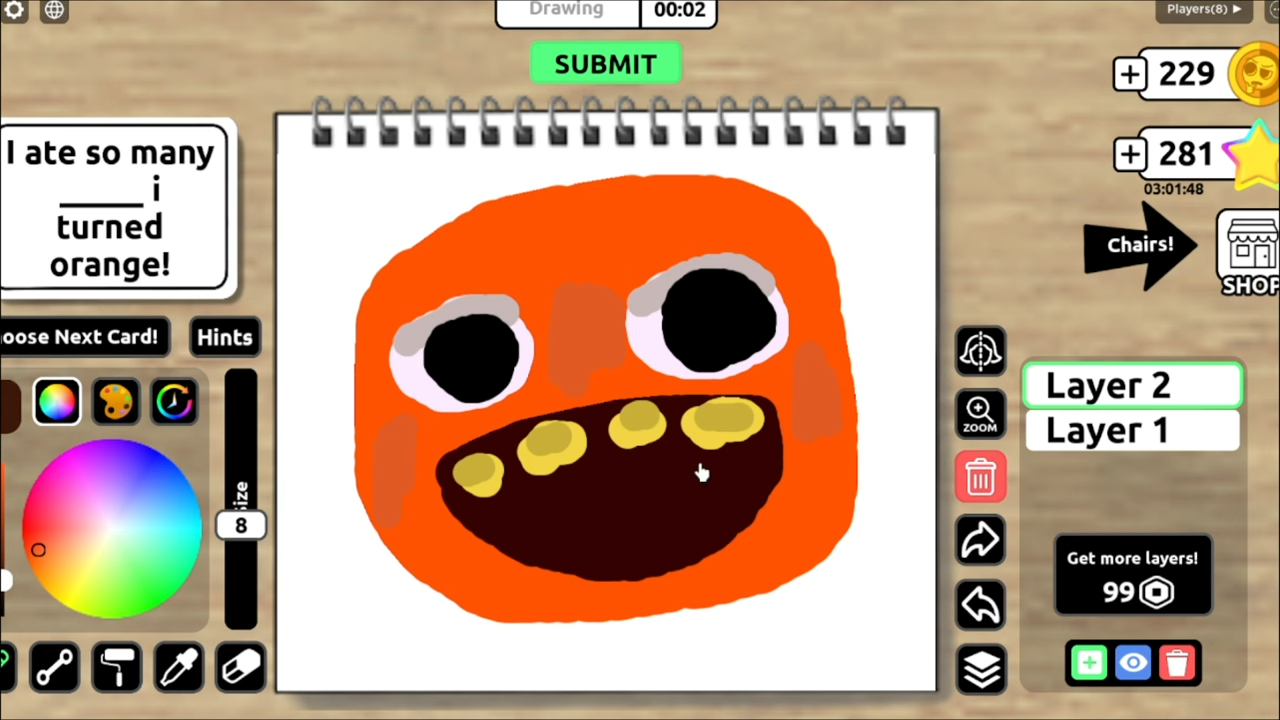 Drawing
00:02
Players(8) ▶
SUBMIT
229
281
03:01:48
I ate so many
______ i
turned
orange!
Chairs!
SHOP
oose Next Card!
Hints
ZOOM
Layer 2
Layer 1
size
8
Get more layers!
99